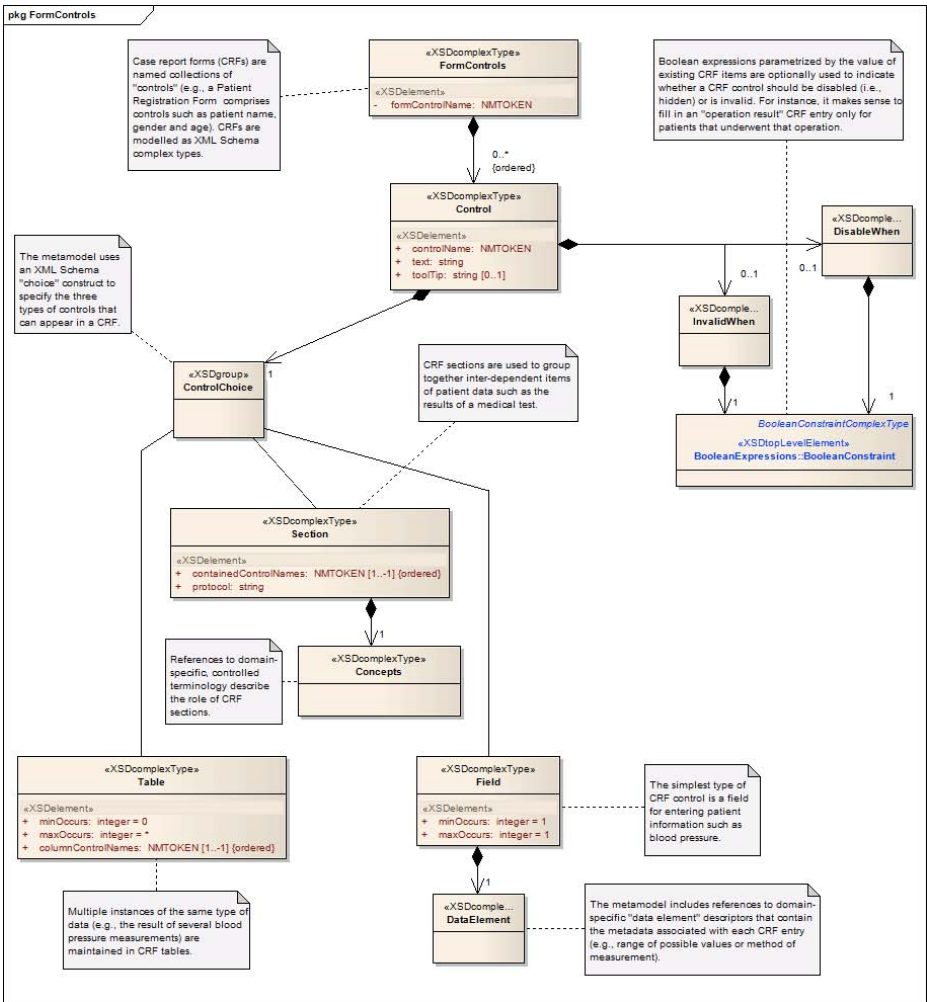 pkg FormControls
Case report forms (CRFs) are
named collections of
"controls" (e.g., a Patient
Registration Form comprises
controls such as patient name,
gender and age). CRFs are
modelled as XML Schema
complex types.
«XSDcomplexType»
FormControls
«XSDelement»
- formControlName: NMTOKEN
Boolean expressions parametrized by the value of
existing CRF items are optionally used to indicate
whether a CRF control should be disabled (i.e.,
hidden) or is invalid. For instance, it makes sense to
fill in an "operation result" CRF entry only for
patients that underwent that operation.
0..*
{ordered}
«XSDcomplexType»
Control
«XSDelement»
+ controlName: NMTOKEN
+ text: string
+ toolTip: string [0..1]
«XSDcomple...
DisableWhen
0..1
0..1
The metamodel uses
an XML Schema
"choice" construct to
specify the three
types of controls that
can appear in a CRF.
«XSDcomple...
InvalidWhen
«XSDgroup»
ControlChoice
1
CRF sections are used to group
together inter-dependent items
of patient data such as the
results of a medical test.
1
1
BooleanConstraintComplexType
«XSDtopLevelElement»
BooleanExpressions::BooleanConstraint
«XSDcomplexType»
Section
«XSDelement»
+ containedControlNames: NMTOKEN [1..-1] {ordered}
+ protocol: string
1
References to domain-
specific, controlled
terminology describe
the role of CRF
sections.
«XSDcomplexType»
Concepts
«XSDcomplexType»
Table
«XSDelement»
+ minOccurs: integer = 0
+ maxOccurs: integer = *
+ columnControlNames: NMTOKEN [1..-1] {ordered}
«XSDcomplexType»
Field
«XSDelement»
+ minOccurs: integer = 1
+ maxOccurs: integer = 1
The simplest type of
CRF control is a field
for entering patient
information such as
blood pressure.
1
Multiple instances of the same type of
data (e.g., the result of several blood
pressure measurements) are
maintained in CRF tables.
«XSDcomple...
DataElement
The metamodel includes references to domain-
specific "data element" descriptors that contain
the metadata associated with each CRF entry
(e.g., range of possible values or method of
measurement).